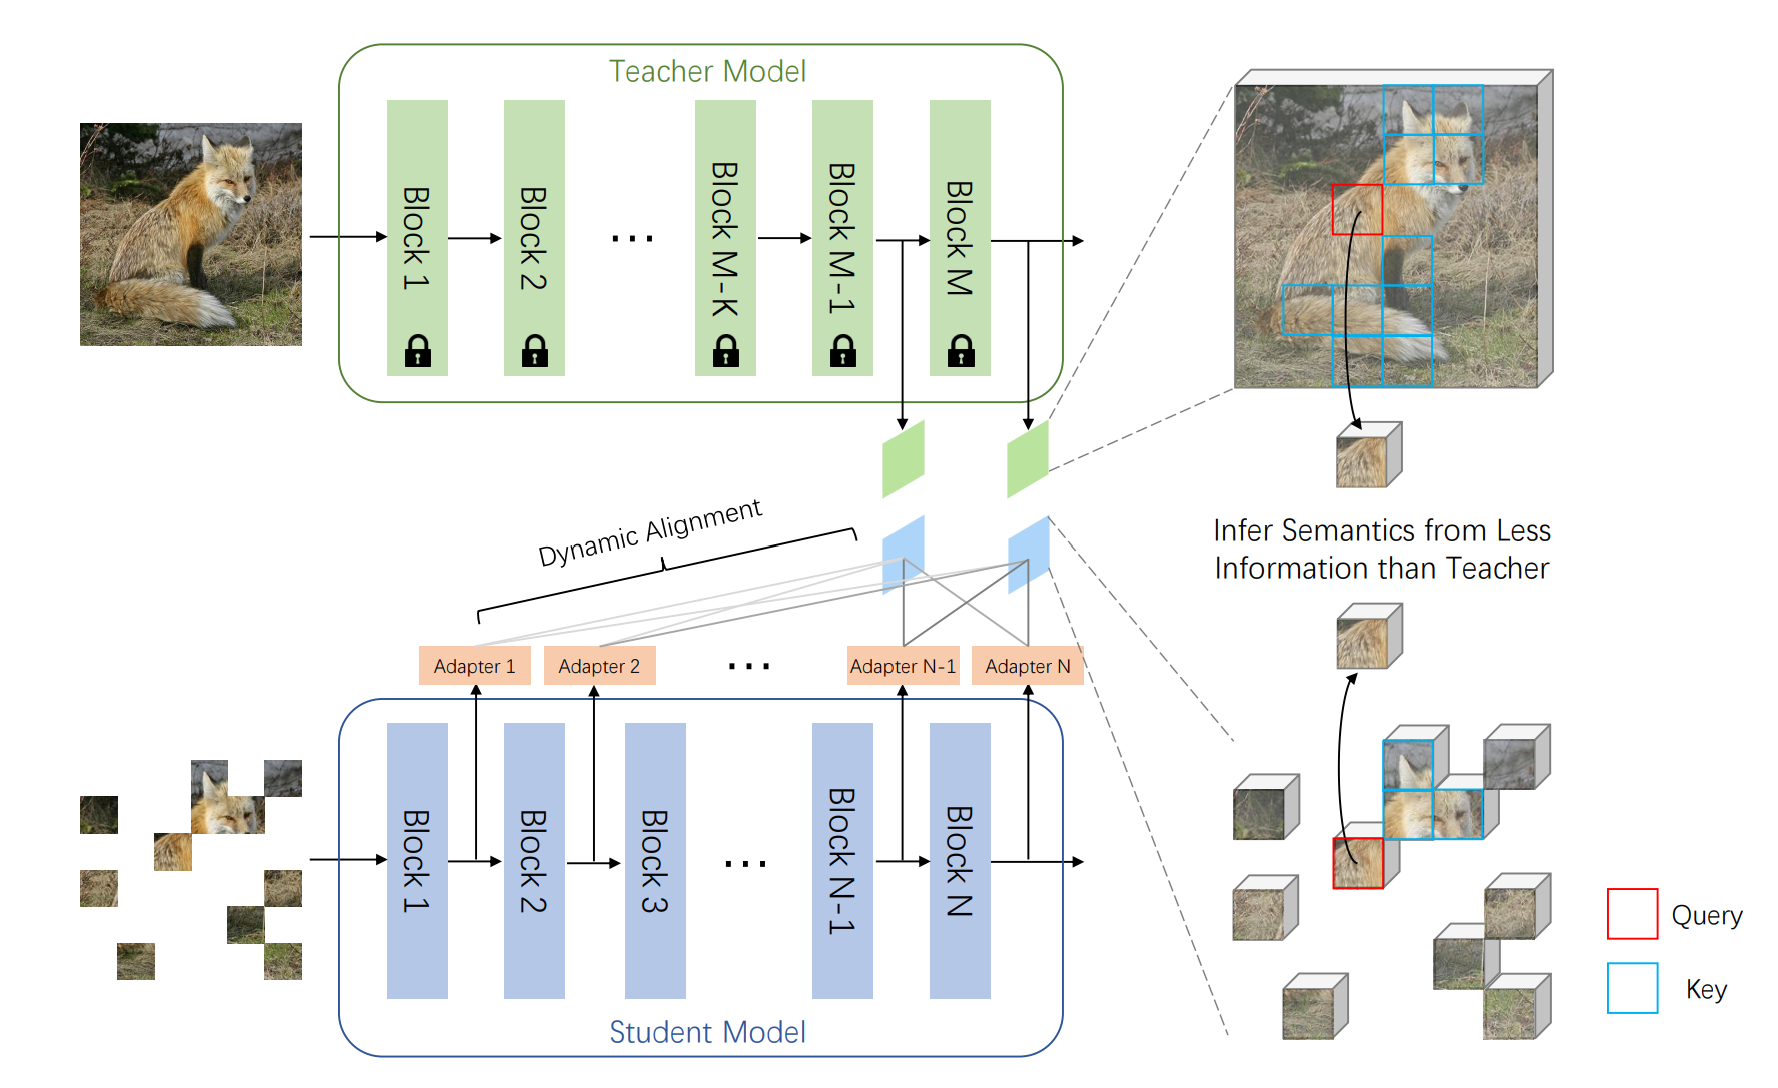 Teacher Model
Block 1
Block 2
...
Block M-K
Block M-1
Block M
Dynamic Alignment
Infer Semantics from Less
Information than Teacher
Adapter 1
Adapter 2
...
Adapter N-1
Adapter N
Block 1
Block 2
Block 3
...
Block N-1
Block N
Student Model
Query
Key